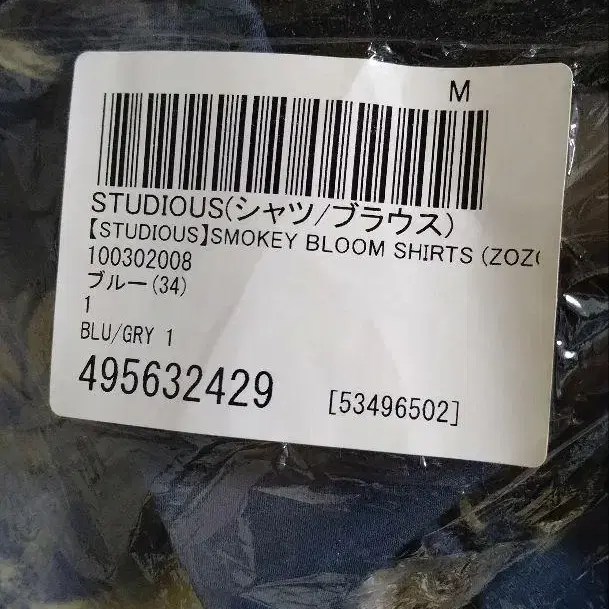 M
STUDIOUS(シャツ/ブラウス)
【STUDIOUS】SMOKEY BLOOM SHIRTS (ZOZ
100302008
ブルー(34)
1
BLU/GRY 1
495632429
[53496502]